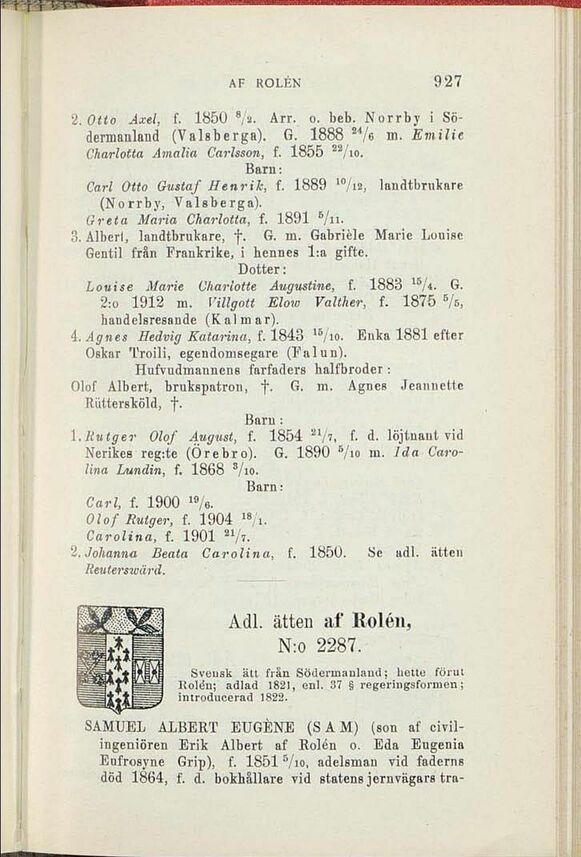 AF ROLÉN 927
2. Otto Axel, f. 1850 8/2. Arr. o. beb. Norrby i Sö-
dermanland (Valsberga). G. 1888 24/6 m. Emilie
Charlotta Amalia Carlsson, f. 1855 22/10.
Barn:
Carl Otto Gustaf Henrik, f. 1889 10/12, landtbrukare
(Norrby, Valsberga).
Greta Maria Charlotta, f. 1891 5/11.
3. Albert, landtbrukare, †. G. m. Gabrièle Marie Louise
Gentil från Frankrike, i hennes 1:a gifte.
Dotter:
Louise Marie Charlotte Augustine, f. 1883 15/4. G.
2:o 1912 m. Villgott Elow Valther, f. 1875 5/5,
handelsresande (Kalmar).
4. Agnes Hedvig Katarina, f. 1843 15/10. Enka 1881 efter
Oskar Troili, egendomsegare (Falun).
Hufvudmannens farfaders halfbroder:
Olof Albert, brukspatron, †. G. m. Agnes Jeannette
Rüttersköld, †.
Barn:
1. Rutger Olof August, f. 1854 21/7, f. d. löjtnant vid
Nerikes reg:te (Örebro). G. 1890 5/10 m. Ida Caro-
lina Lundin, f. 1868 3/10.
Barn:
Carl, f. 1900 19/6.
Olof Rutger, f. 1904 18/1.
Carolina, f. 1901 21/7.
2. Johanna Beata Carolina, f. 1850. Se adl. ätten
Reuterswärd.
Adl. ätten af Rolén,
N:o 2287.
Svensk ätt från Södermanland; hette förut
Rolén; adlad 1821, enl. 37 § regeringsformen;
introducerad 1822.
SAMUEL ALBERT EUGÈNE (SAM) (son af civil-
ingeniören Erik Albert af Rolén o. Eda Eugenia
Eufrosyne Grip), f. 1851 5/10, adelsman vid faderns
död 1864, f. d. bokhållare vid statens jernvägars tra-